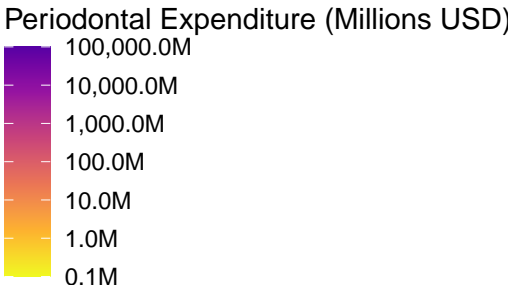 Periodontal Expenditure (Millions USD)
100,000.0M
10,000.0M
1,000.0M
100.0M
10.0M
1.0M
0.1M